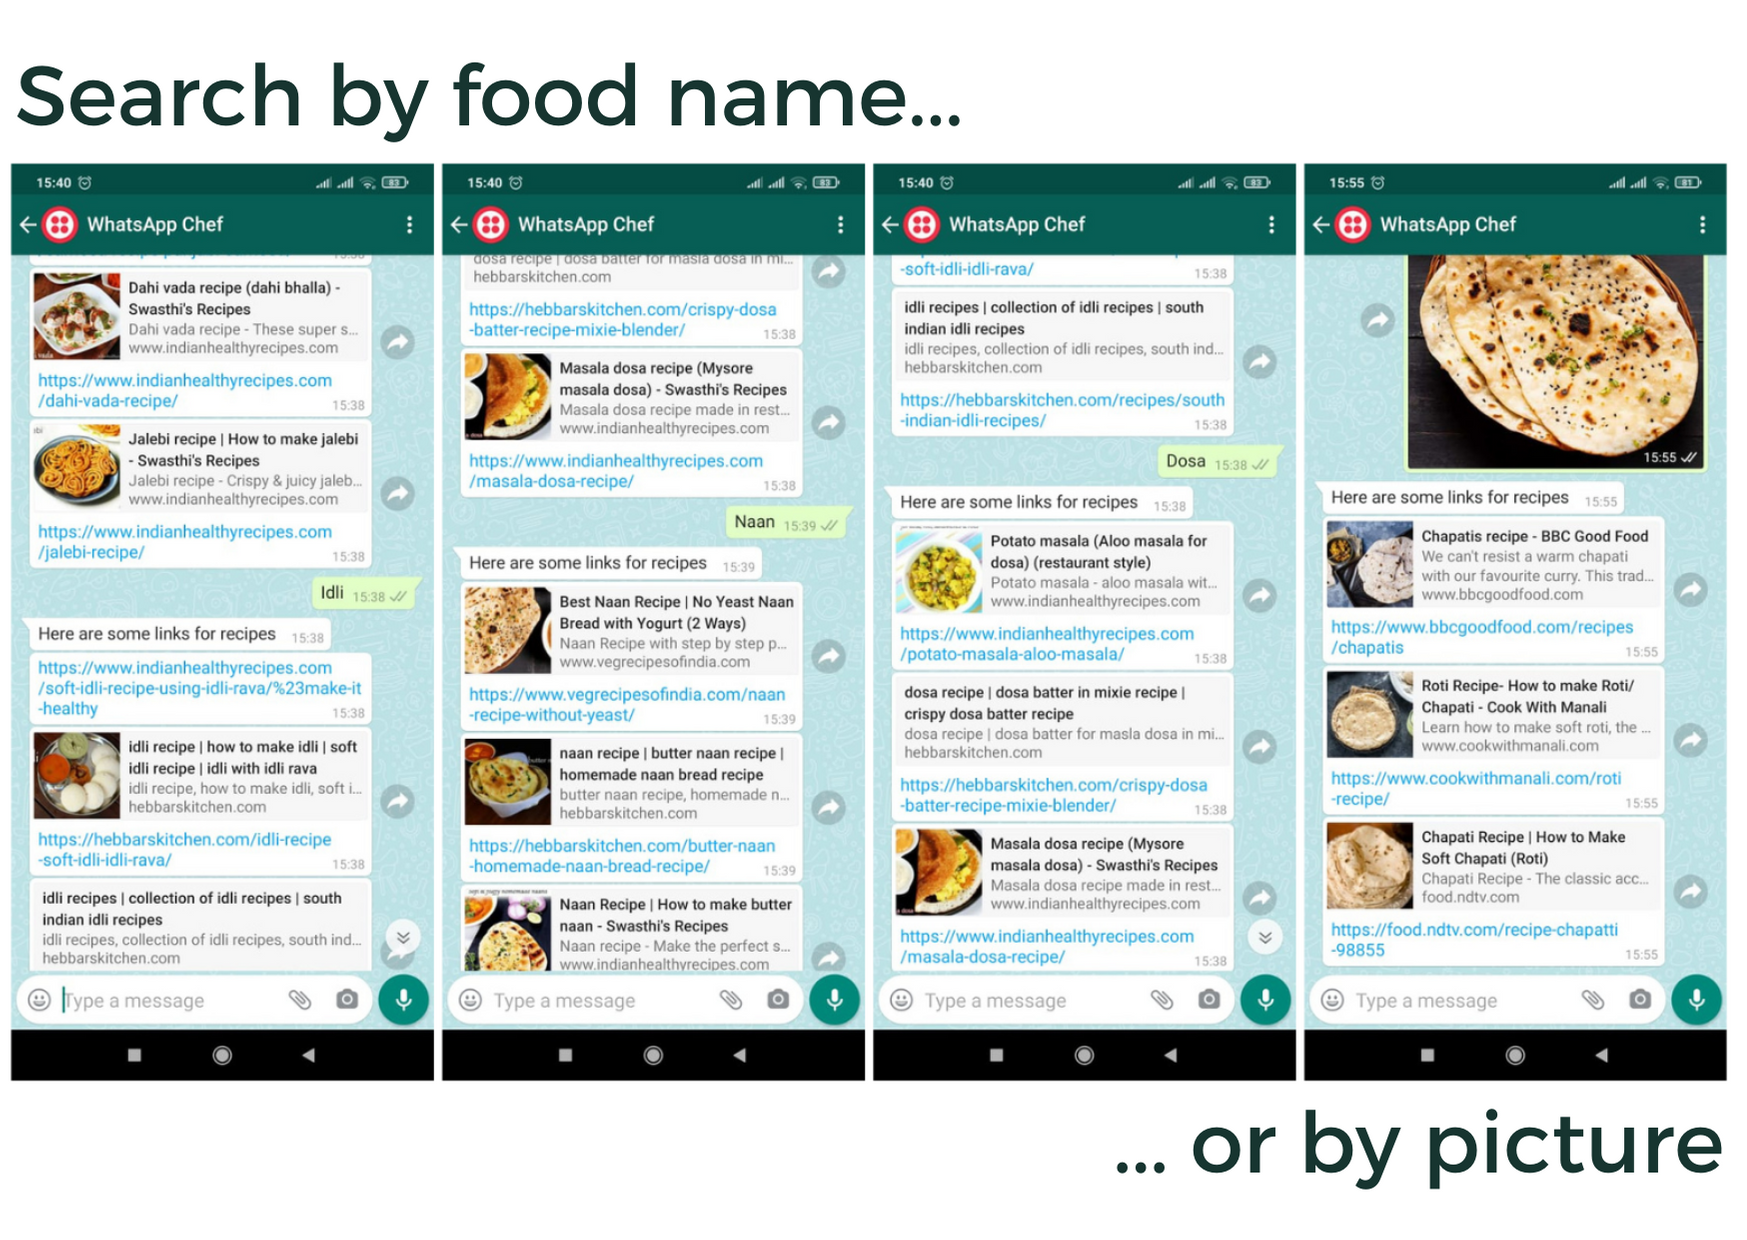 Search by food name...
15:40
83
WhatsApp Chef
15:38
Dahi vada recipe (dahi bhalla) -
Swasthi's Recipes
Dahi vada recipe - These super s...
www.indianhealthyrecipes.com
https://www.indianhealthyrecipes.com
/dahi-vada-recipe/
15:38
Jalebi recipe | How to make jalebi
- Swasthi's Recipes
Jalebi recipe - Crispy & juicy jaleb...
www.indianhealthyrecipes.com
https://www.indianhealthyrecipes.com
/jalebi-recipe/
15:38
Idli 15:38
Here are some links for recipes 15:38
https://www.indianhealthyrecipes.com
/soft-idli-recipe-using-idli-rava/%23make-it
-healthy
15:38
idli recipe | how to make idli | soft
idli recipe | idli with idli rava
idli recipe, how to make idli, soft i...
hebbarskitchen.com
https://hebbarskitchen.com/idli-recipe
-soft-idli-idli-rava/
15:38
idli recipes | collection of idli recipes | south
indian idli recipes
idli recipes, collection of idli recipes, south ind...
hebbarskitchen.com
Type a message
15:40
83
WhatsApp Chef
dosa recipe | dosa batter for masla dosa in mi...
hebbarskitchen.com
https://hebbarskitchen.com/crispy-dosa
-batter-recipe-mixie-blender/
15:38
Masala dosa recipe (Mysore
masala dosa) - Swasthi's Recipes
Masala dosa recipe made in rest...
www.indianhealthyrecipes.com
https://www.indianhealthyrecipes.com
/masala-dosa-recipe/
15:38
Naan 15:39
Here are some links for recipes 15:39
Best Naan Recipe | No Yeast Naan
Bread with Yogurt (2 Ways)
Naan Recipe with step by step p...
www.vegrecipesofindia.com
https://www.vegrecipesofindia.com/naan
-recipe-without-yeast/
15:39
naan recipe | butter naan recipe |
homemade naan bread recipe
butter naan recipe, homemade n...
hebbarskitchen.com
https://hebbarskitchen.com/butter-naan
-homemade-naan-bread-recipe/
15:39
Naan Recipe | How to make butter
naan - Swasthi's Recipes
Naan recipe - Make the perfect s...
www.indianhealthyrecipes.com
Type a message
15:40
83
WhatsApp Chef
-soft-idli-idli-rava/
15:38
idli recipes | collection of idli recipes | south
indian idli recipes
idli recipes, collection of idli recipes, south ind...
hebbarskitchen.com
https://hebbarskitchen.com/recipes/south
-indian-idli-recipes/
15:38
Dosa 15:38
Here are some links for recipes 15:38
Potato masala (Aloo masala for
dosa) (restaurant style)
Potato masala - aloo masala wit...
www.indianhealthyrecipes.com
https://www.indianhealthyrecipes.com
/potato-masala-aloo-masala/
15:38
dosa recipe | dosa batter in mixie recipe |
crispy dosa batter recipe
dosa recipe | dosa batter for masla dosa in mi...
hebbarskitchen.com
https://hebbarskitchen.com/crispy-dosa
-batter-recipe-mixie-blender/
15:38
Masala dosa recipe (Mysore
masala dosa) - Swasthi's Recipes
Masala dosa recipe made in rest...
www.indianhealthyrecipes.com
https://www.indianhealthyrecipes.com
/masala-dosa-recipe/
15:38
Type a message
15:55
81
WhatsApp Chef
15:55
Here are some links for recipes 15:55
Chapatis recipe - BBC Good Food
We can't resist a warm chapati
with our favourite curry. This trad...
www.bbcgoodfood.com
https://www.bbcgoodfood.com/recipes
/chapatis
15:55
Roti Recipe- How to make Roti/
Chapati - Cook With Manali
Learn how to make soft roti, the ...
www.cookwithmanali.com
https://www.cookwithmanali.com/roti
-recipe/
15:55
Chapati Recipe | How to Make
Soft Chapati (Roti)
Chapati Recipe - The classic acc...
food.ndtv.com
https://food.ndtv.com/recipe-chapatti
-98855
15:55
Type a message
... or by picture